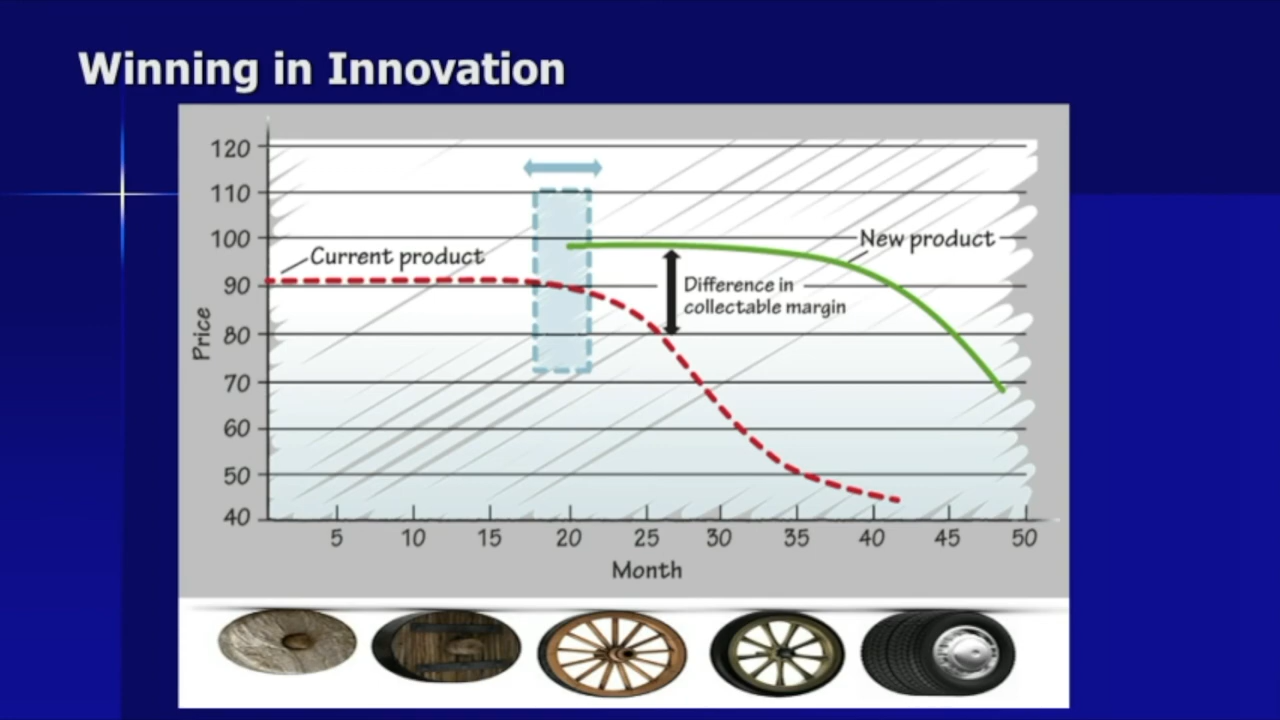 Winning in Innovation
120
110
100
90
80
70
60
50
40
Price
Current product
New product
Difference in
collectable margin
5 10 15 20 25 30 35 40 45 50
Month